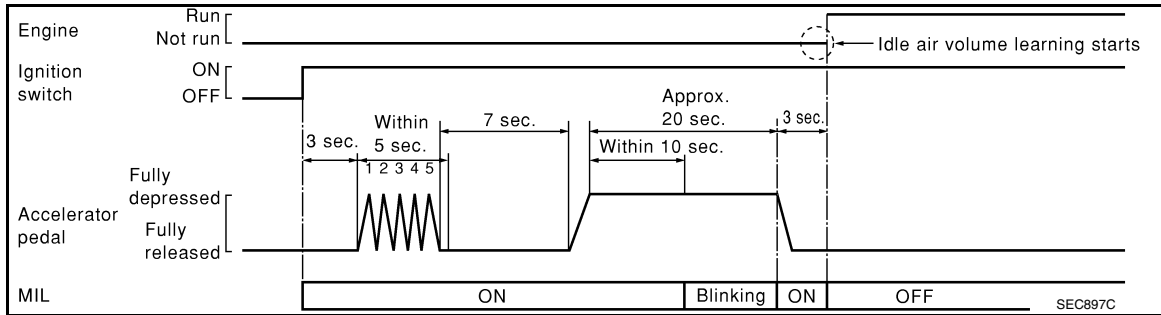 Engine
Run
Not run
Idle air volume learning starts
Ignition
switch
ON
OFF
3 sec.
Within
5 sec.
1 2 3 4 5
7 sec.
Approx.
20 sec.
3 sec.
Within 10 sec.
Accelerator
pedal
Fully
depressed
Fully
released
MIL
ON
Blinking
ON
OFF
SEC897C